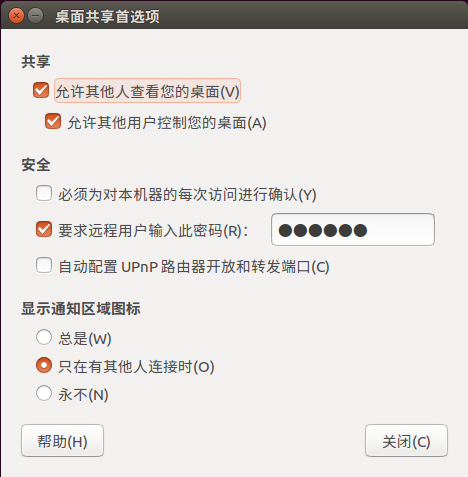 桌面共享首选项
共享
允许其他人查看您的桌面(V)
允许其他用户控制您的桌面(A)
安全
必须为对本机器的每次访问进行确认(Y)
要求远程用户输入此密码(R)：
自动配置 UPnP 路由器开放和转发端口(C)
显示通知区域图标
总是(W)
只在有其他人连接时(O)
永不(N)
帮助(H) 关闭(C)